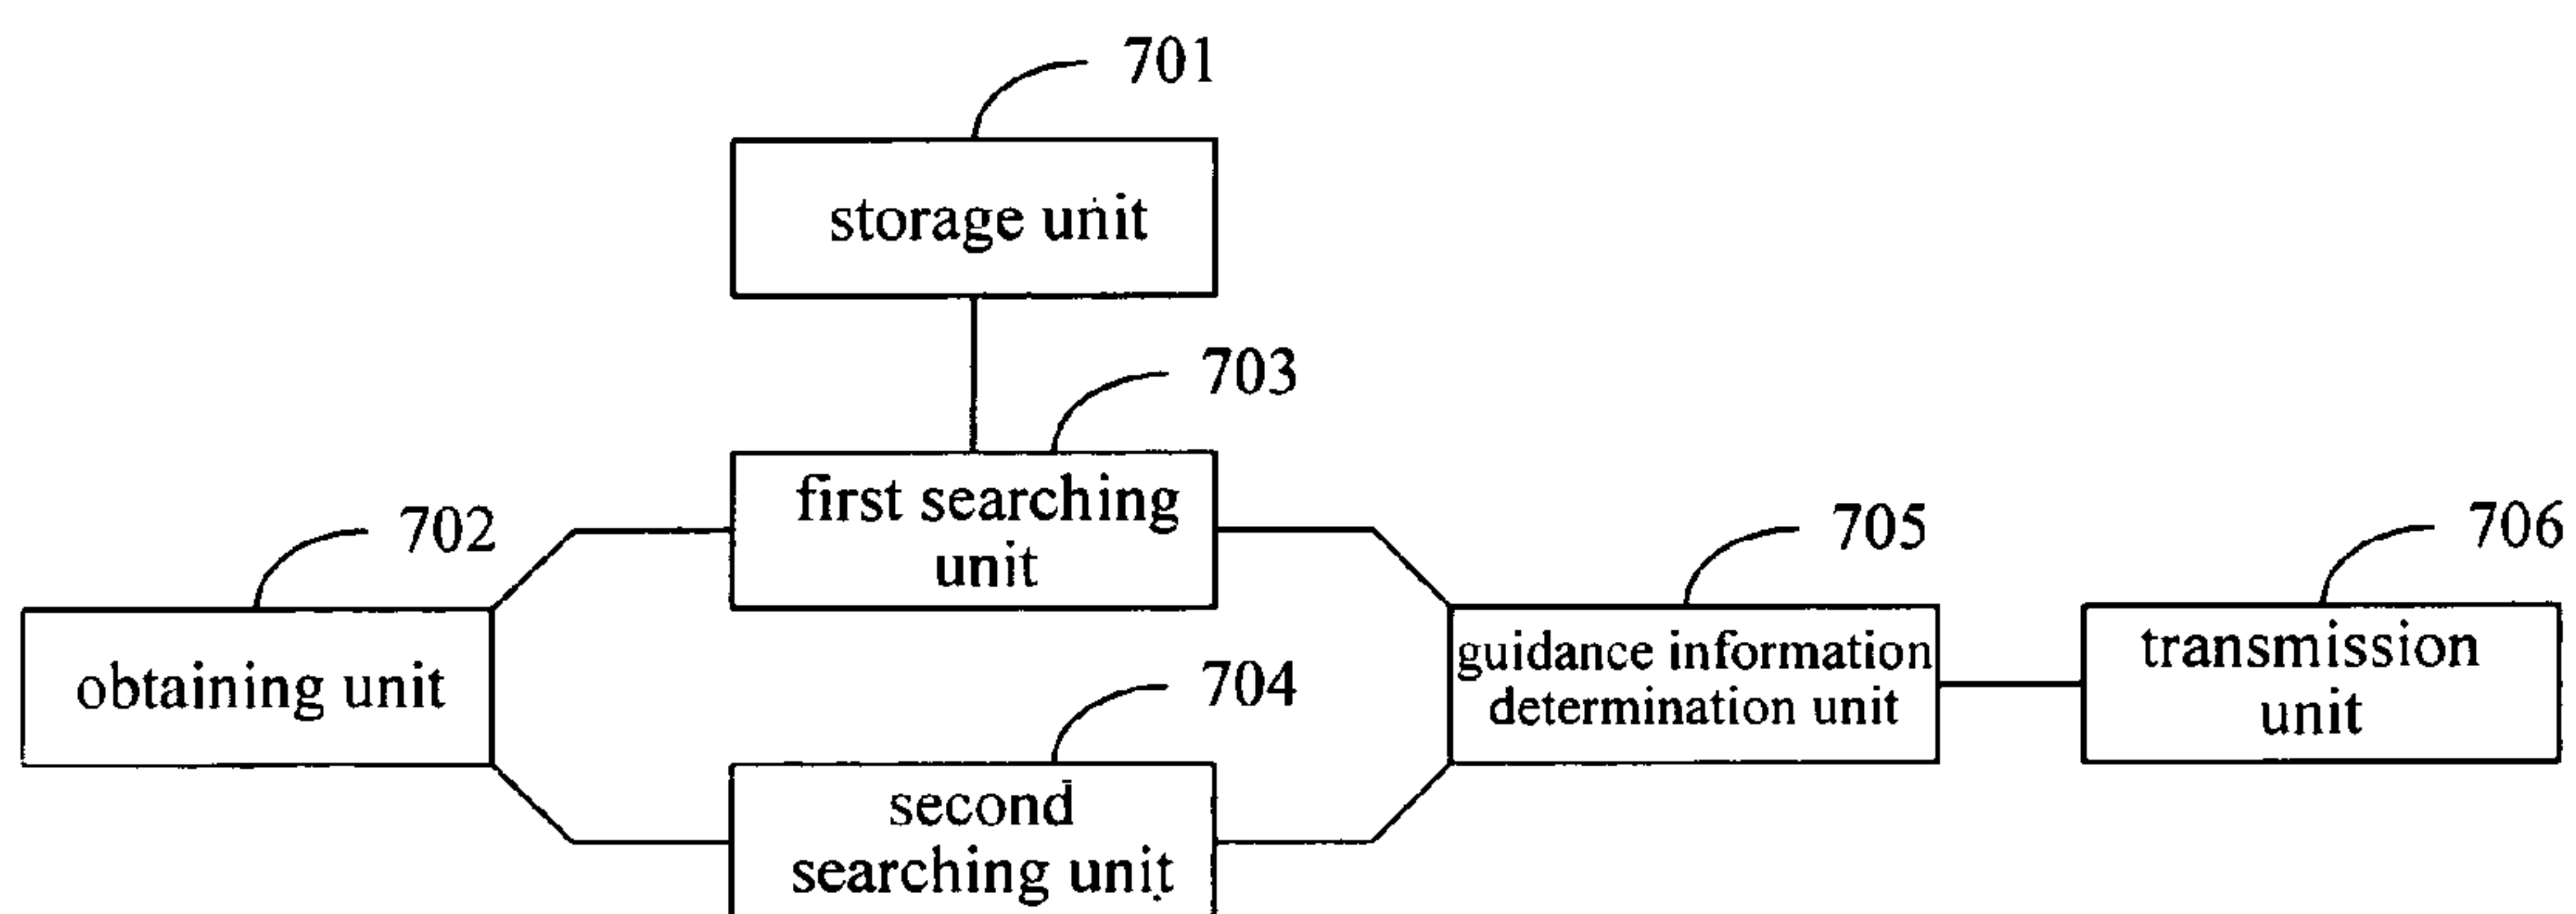 701
storage unit
703
first searching
unit
702
obtaining unit
705
guidance information
determination unit
706
transmission
unit
704
second
searching unit